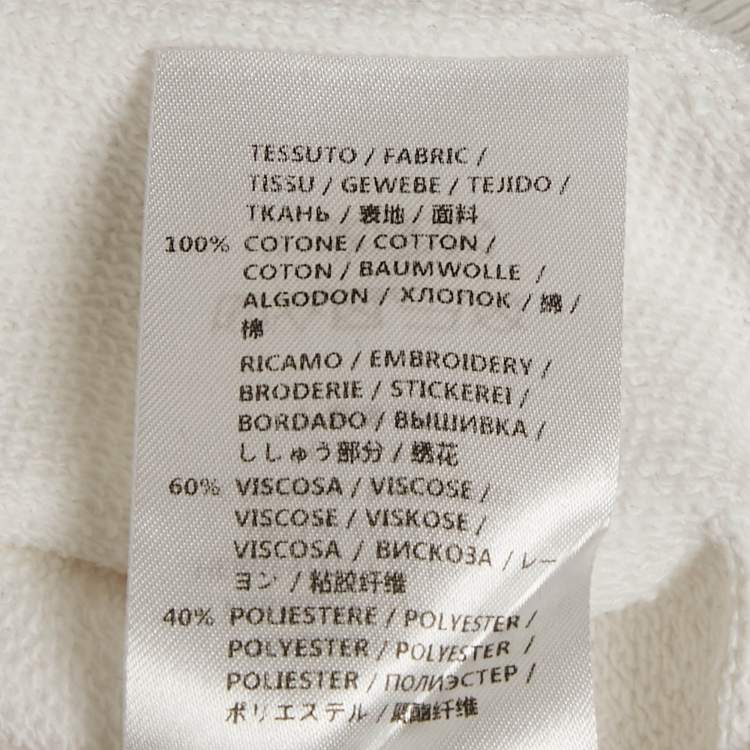 TESSUTO / FABRIC /
TISSU / GEWEBE / TEJIDO /
ТКАНЬ / 表地 / 面料
100% COTONE / COTTON /
COTON / BAUMWOLLE /
ALGODON / ХЛОПОК / 綿 /
棉
RICAMO / EMBROIDERY /
BRODERIE / STICKEREI /
BORDADO / ВЫШИВКА /
ししゅう部分 / 绣花
60% VISCOSA / VISCOSE /
VISCOSE / VISKOSE /
VISCOSA / ВИСКОЗА / レー
ヨン / 粘胶纤维
40% POLIESTERE / POLYESTER /
POLYESTER / POLYESTER /
POLIESTER / ПОЛИЭСТЕР /
ポリエステル / 聚酯纤维